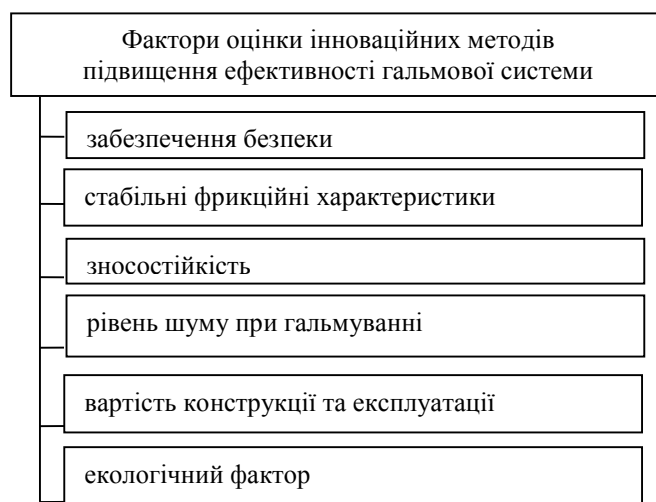 Фактори оцінки інноваційних методів
підвищення ефективності гальмової системи
забезпечення безпеки
стабільні фрикційні характеристики
зносостійкість
рівень шуму при гальмуванні
вартість конструкції та експлуатації
екологічний фактор